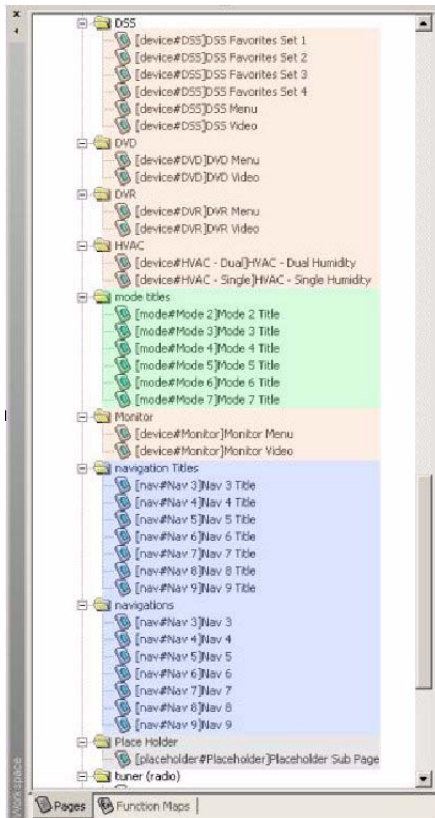 DSS
[device#DSS]DSS Favorites Set 1
[device#DSS]DSS Favorites Set 2
[device#DSS]DSS Favorites Set 3
[device#DSS]DSS Favorites Set 4
[device#DSS]DSS Menu
[device#DSS]DSS Video
DVD
[device#DVD]DVD Menu
[device#DVD]DVD Video
DVR
[device#DVR]DVR Menu
[device#DVR]DVR Video
HVAC
[device#HVAC - Dual]HVAC - Dual Humidity
[device#HVAC - Single]HVAC - Single Humidity
mode titles
[mode#Mode 2]Mode 2 Title
[mode#Mode 3]Mode 3 Title
[mode#Mode 4]Mode 4 Title
[mode#Mode 5]Mode 5 Title
[mode#Mode 6]Mode 6 Title
[mode#Mode 7]Mode 7 Title
Monitor
[device#Monitor]Monitor Menu
[device#Monitor]Monitor Video
navigation Titles
[nav#Nav 3]Nav 3 Title
[nav#Nav 4]Nav 4 Title
[nav#Nav 5]Nav 5 Title
[nav#Nav 6]Nav 6 Title
[nav#Nav 7]Nav 7 Title
[nav#Nav 8]Nav 8 Title
[nav#Nav 9]Nav 9 Title
navigations
[nav#Nav 3]Nav 3
[nav#Nav 4]Nav 4
[nav#Nav 5]Nav 5
[nav#Nav 6]Nav 6
[nav#Nav 7]Nav 7
[nav#Nav 8]Nav 8
[nav#Nav 9]Nav 9
Place Holder
[placeholder#Placeholder]Placeholder Sub Page
tuner (radio)
Workspace
Pages
Function Maps